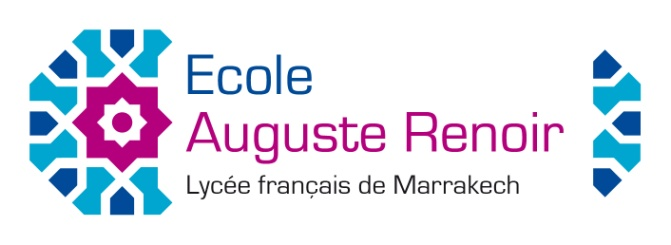 Ecole
Auguste Renoir
Lycée français de Marrakech